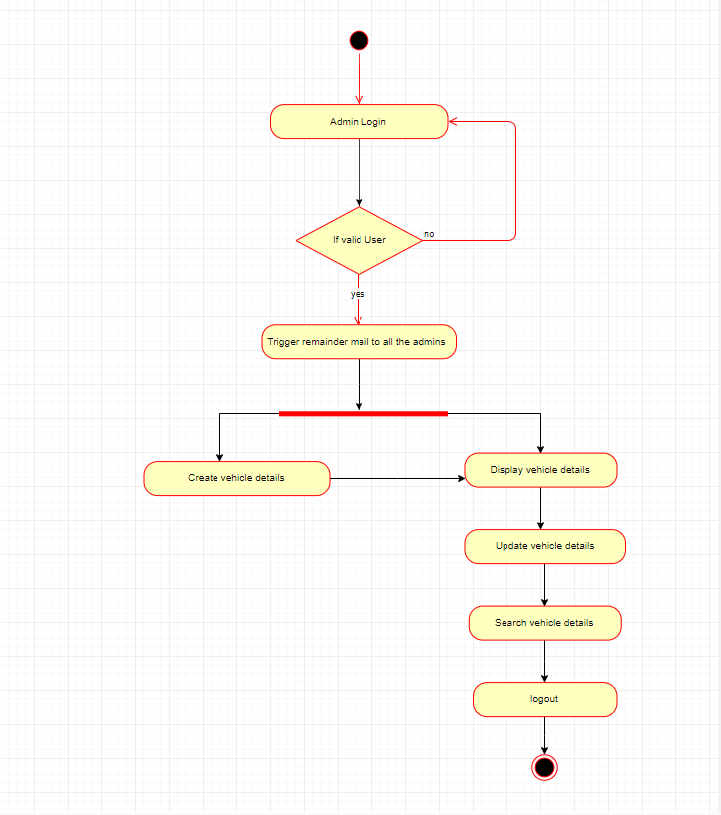 Admin Login
If valid User
no
yes
Trigger remainder mail to all the admins
Create vehicle details
Display vehicle details
Update vehicle details
Search vehicle details
logout